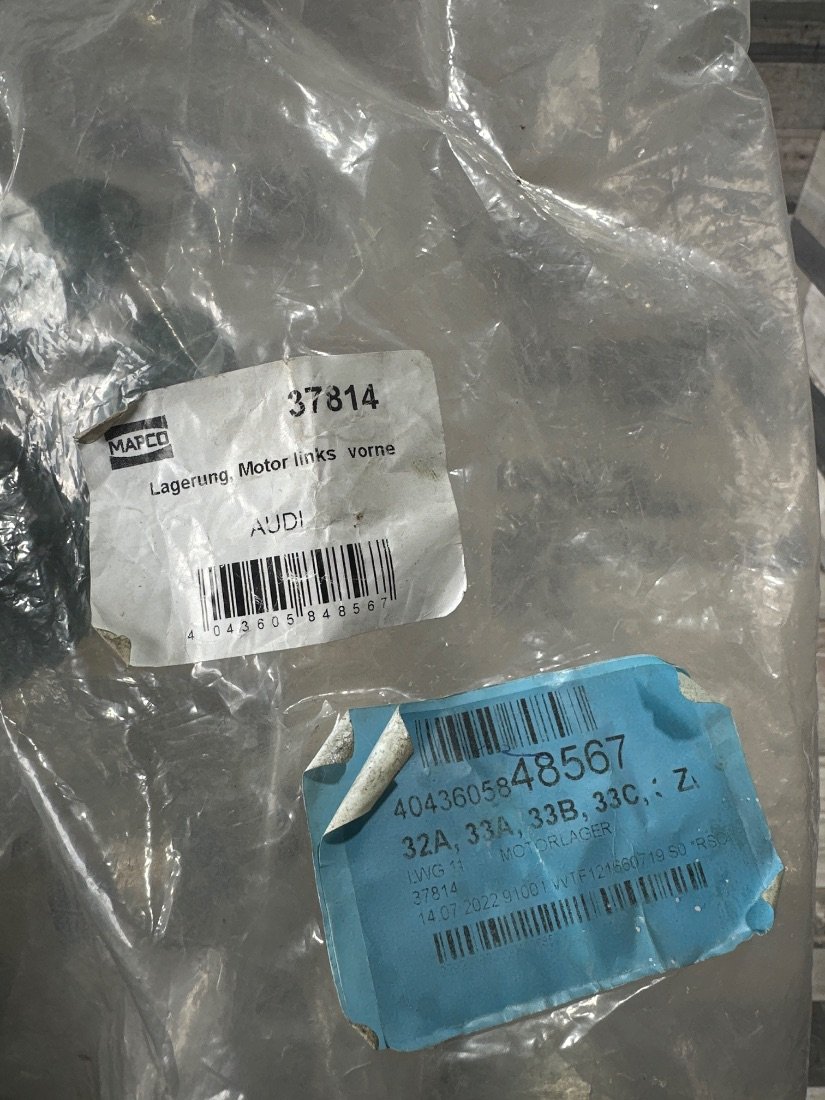 37814
MAPCO
Lagerung, Motor links vorne
AUDI
4 043605 848567
4043605848567
32A, 33A, 33B, 33C,
LWG 11 MOTORLAGER
37814
14.07.2022 91001